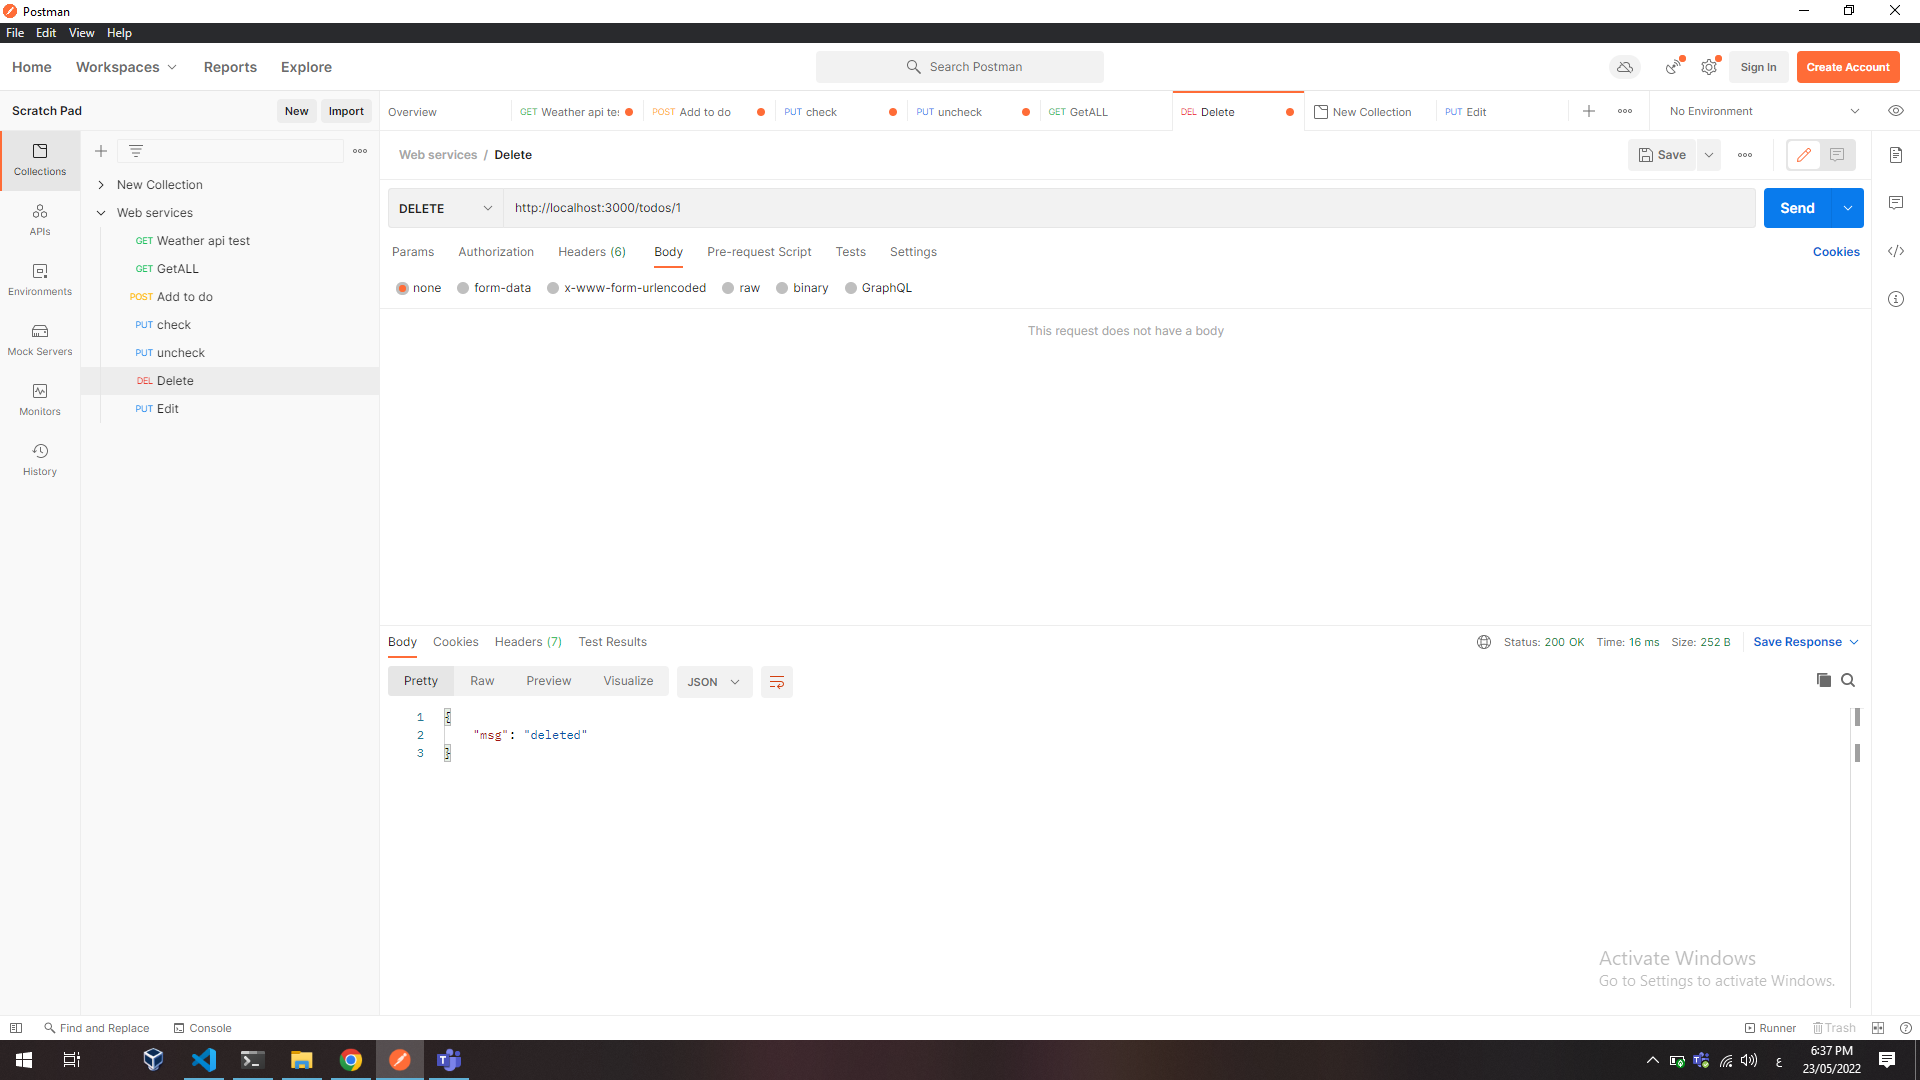 Postman
File Edit View Help
Home Workspaces Reports Explore Search Postman Sign In Create Account
Scratch Pad New Import
Overview GET Weather api tes POST Add to do PUT check PUT uncheck GET GetALL DEL Delete New Collection PUT Edit No Environment
Collections
APIs
Environments
Mock Servers
Monitors
History
New Collection
Web services
GET Weather api test
GET GetALL
POST Add to do
PUT check
PUT uncheck
DEL Delete
PUT Edit
Web services / Delete Save
DELETE http://localhost:3000/todos/1 Send
Params Authorization Headers (6) Body Pre-request Script Tests Settings Cookies
none form-data x-www-form-urlencoded raw binary GraphQL
This request does not have a body
Body Cookies Headers (7) Test Results Status: 200 OK Time: 16 ms Size: 252 B Save Response
Pretty Raw Preview Visualize JSON
1 {
2 "msg": "deleted"
3 }
Activate Windows
Go to Settings to activate Windows.
Find and Replace Console Runner Trash
ع 6:37 PM
23/05/2022